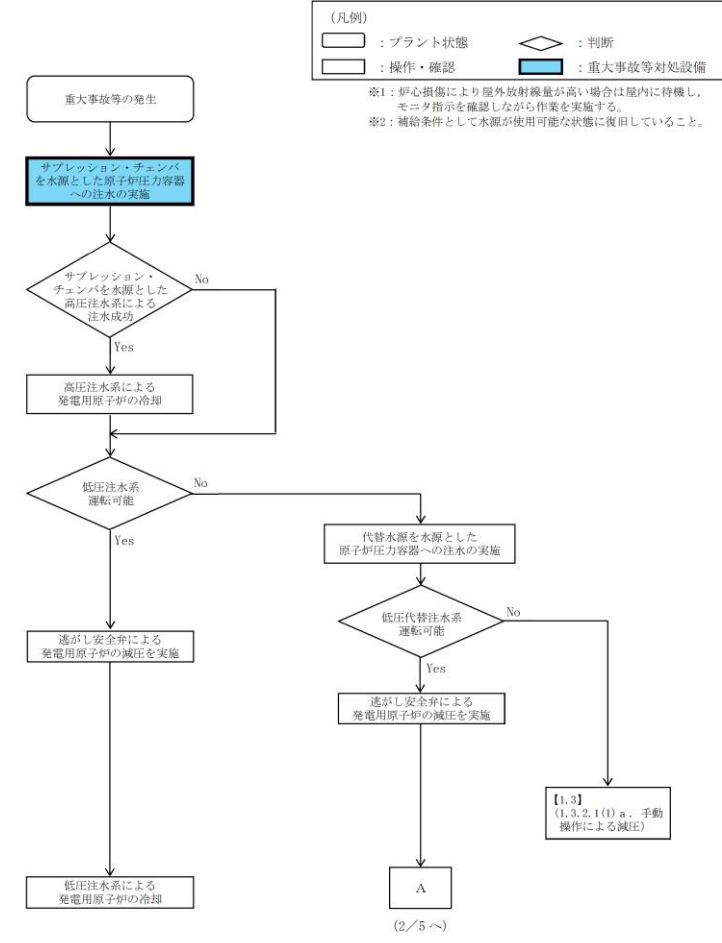 (凡例)
：プラント状態
：判断
：操作・確認
：重大事故等対処設備
※1：炉心損傷により屋外放射線量が高い場合は屋内に待機し，
モニタ指示を確認しながら作業を実施する。
※2：補給条件として水源が使用可能な状態に復旧していること。
重大事故等の発生
サプレッション・チェンバ
を水源とした原子炉圧力容器
への注水の実施
サプレッション・
チェンバを水源とした
高圧注水系による
注水成功
No
Yes
高圧注水系による
発電用原子炉の冷却
低圧注水系
運転可能
No
Yes
代替水源を水源とした
原子炉圧力容器への注水の実施
低圧代替注水系
運転可能
No
Yes
逃がし安全弁による
発電用原子炉の減圧を実施
逃がし安全弁による
発電用原子炉の減圧を実施
【1.3】
(1.3.2.1(1) a．手動
操作による減圧)
低圧注水系による
発電用原子炉の冷却
A
(2／5 へ)